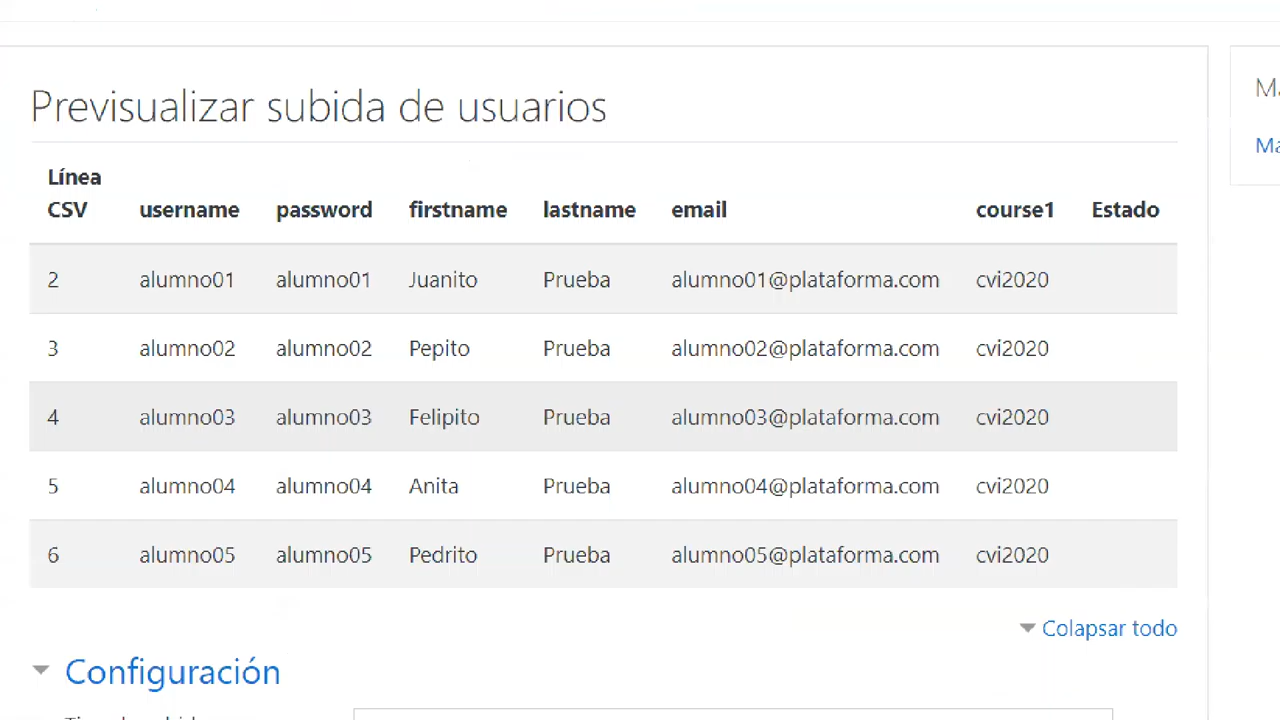 Previsualizar subida de usuarios
Línea CSV username password firstname lastname email course1 Estado
2 alumno01 alumno01 Juanito Prueba alumno01@plataforma.com cvi2020
3 alumno02 alumno02 Pepito Prueba alumno02@plataforma.com cvi2020
4 alumno03 alumno03 Felipito Prueba alumno03@plataforma.com cvi2020
5 alumno04 alumno04 Anita Prueba alumno04@plataforma.com cvi2020
6 alumno05 alumno05 Pedrito Prueba alumno05@plataforma.com cvi2020
Colapsar todo
Configuración